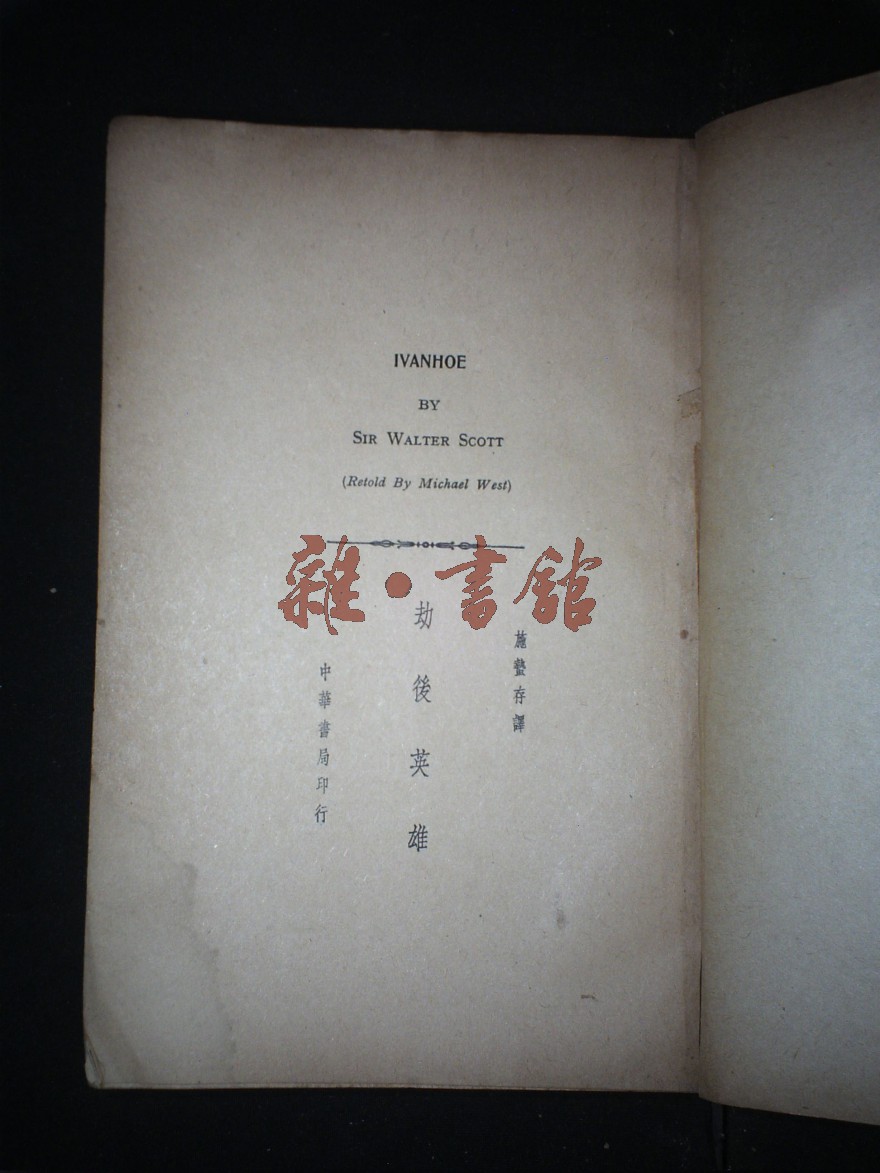 IVANHOE
BY
SIR WALTER SCOTT
(Retold By Michael West)
雜•書館
施蟄存譯
劫後英雄
中華書局印行